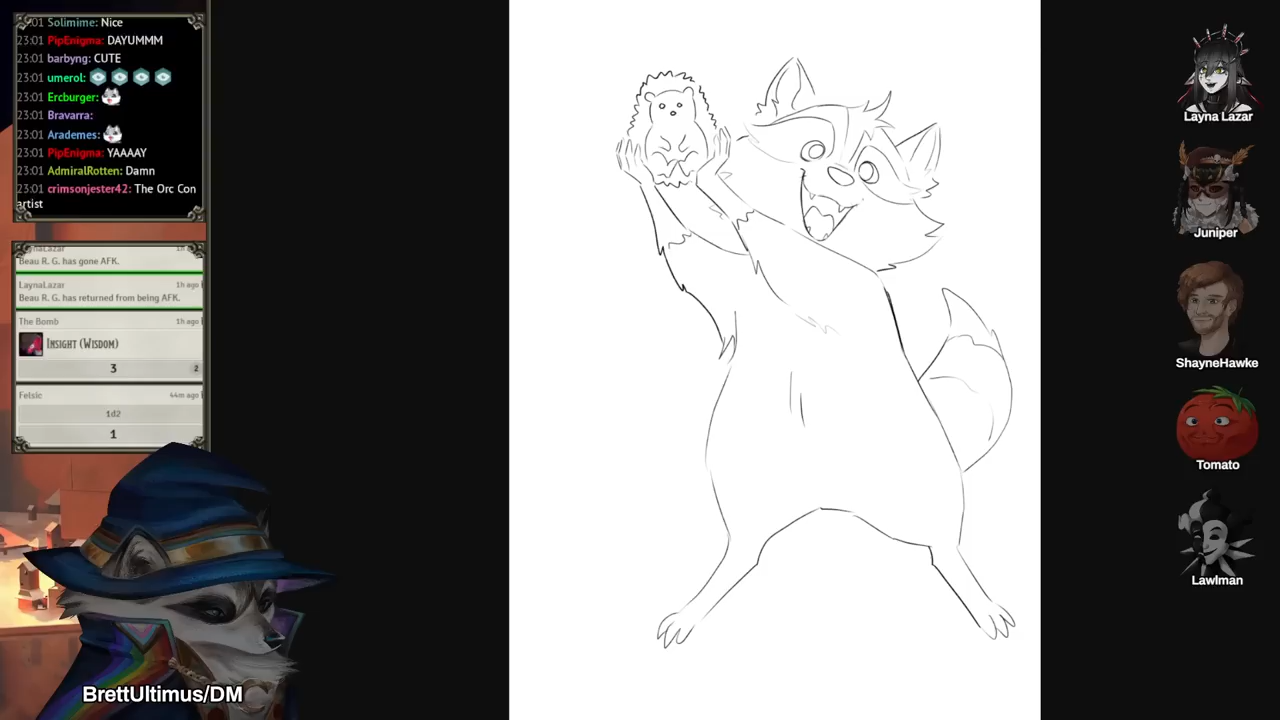 23:01 Solimime: Nice
23:01 PipEnigma: DAYUMMM
23:01 barbyng: CUTE
23:01 umerol:
23:01 Ercburger:
23:01 Bravarra:
23:01 Arademes:
23:01 PipEnigma: YAAAAY
23:01 AdmiralRotten: Damn
23:01 crimsonjester42: The Orc Con
artist
LaynaLazar
Beau R. G. has gone AFK.
LaynaLazar 1h ago
Beau R. G. has returned from being AFK.
The Bomb 1h ago
Insight (Wisdom)
3 2
Felsic 44m ago
1d2
1
BrettUltimus/DM
Layna Lazar
Juniper
ShayneHawke
Tomato
Lawlman